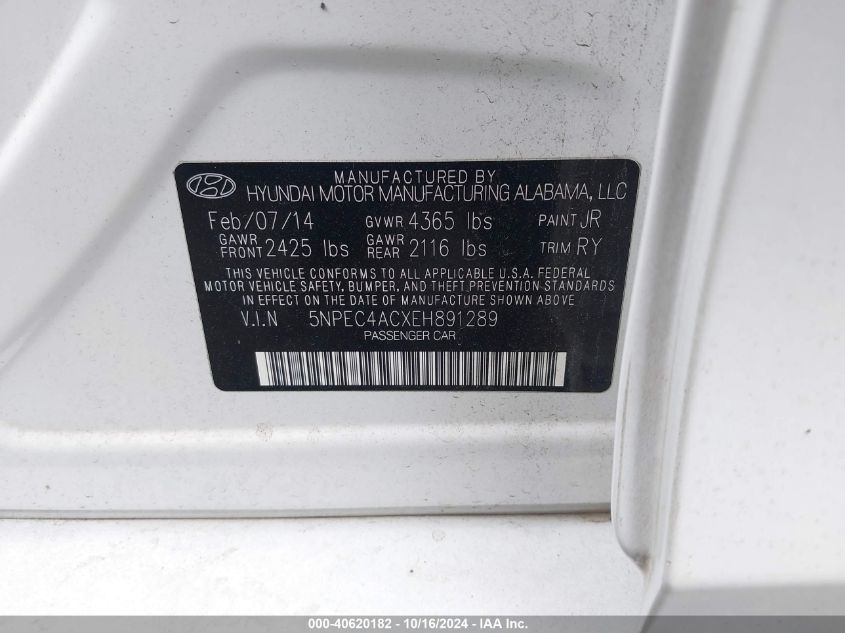 MANUFACTURED BY
HYUNDAI MOTOR MANUFACTURING ALABAMA, LLC
Feb/07/14 GVWR 4365 lbs PAINT JR
GAWR FRONT 2425 lbs GAWR REAR 2116 lbs TRIM RY
THIS VEHICLE CONFORMS TO ALL APPLICABLE U.S.A. FEDERAL
MOTOR VEHICLE SAFETY, BUMPER, AND THEFT PREVENTION STANDARDS
IN EFFECT ON THE DATE OF MANUFACTURE SHOWN ABOVE.
V.I.N 5NPEC4ACXEH891289
PASSENGER CAR
000-40620182 - 10/16/2024 - IAA Inc.